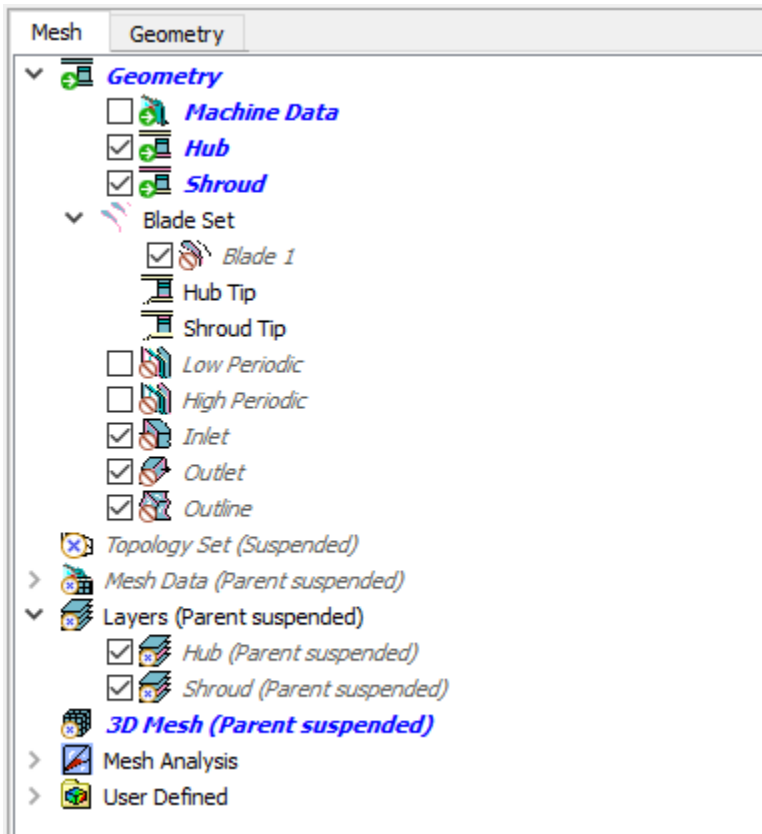 Mesh Geometry
Geometry
Machine Data
Hub
Shroud
Blade Set
Blade 1
Hub Tip
Shroud Tip
Low Periodic
High Periodic
Inlet
Outlet
Outline
Topology Set (Suspended)
Mesh Data (Parent suspended)
Layers (Parent suspended)
Hub (Parent suspended)
Shroud (Parent suspended)
3D Mesh (Parent suspended)
Mesh Analysis
User Defined